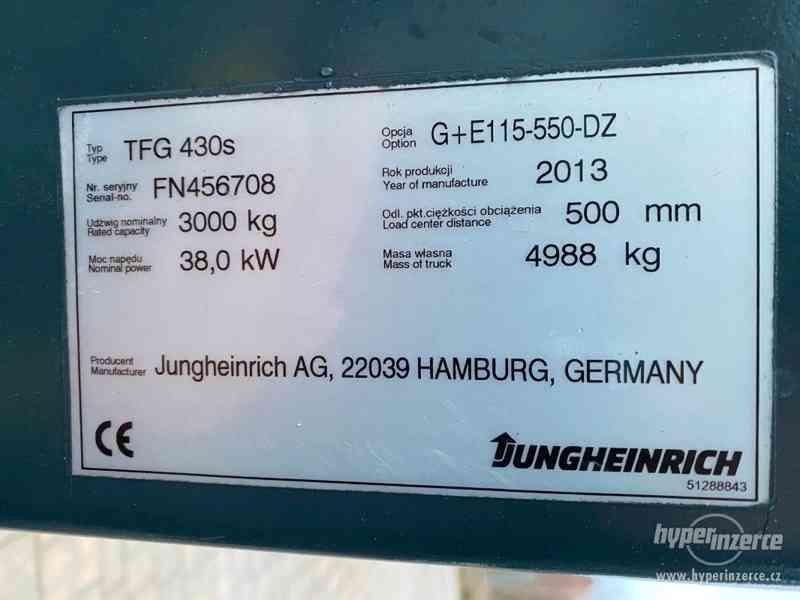 Typ
Type TFG 430s
Opcja
Option G+E115-550-DZ
Nr. seryjny
Serial-no. FN456708
Rok produkcji
Year of manufacture 2013
Udźwig nominalny
Rated capacity 3000 kg
Odl. pkt.ciężkości obciążenia
Load center distance 500 mm
Moc napędu
Nominal power 38,0 kW
Masa własna
Mass of truck 4988 kg
Producent
Manufacturer Jungheinrich AG, 22039 HAMBURG, GERMANY
CE
JUNGHEINRICH
51288843
hyperinzerce
www.hyperinzerce.cz